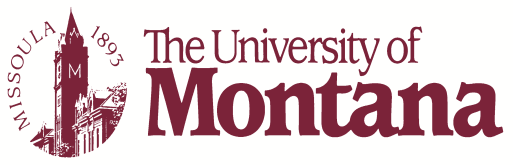 MISSOULA 1893
M
The University of
Montana